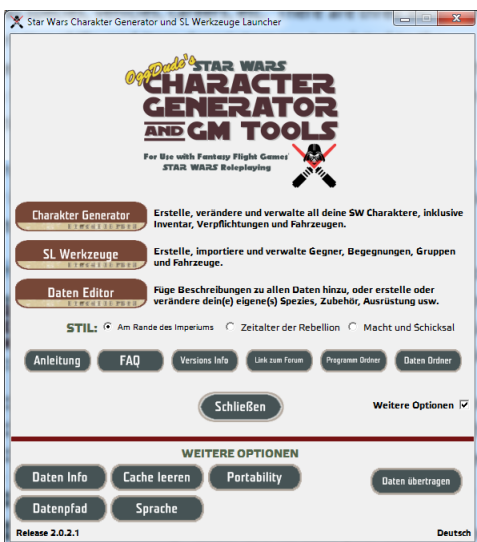 Star Wars Charakter Generator und SL Werkzeuge Launcher
OggDude's STAR WARS
CHARACTER
GENERATOR
AND GM TOOLS
For Use with Fantasy Flight Games'
STAR WARS Roleplaying
Charakter Generator
Erstelle, verändere und verwalte all deine SW Charaktere, inklusive
Inventar, Verpflichtungen und Fahrzeugen.
SL Werkzeuge
Erstelle, importiere und verwalte Gegner, Begegnungen, Gruppen
und Fahrzeuge.
Daten Editor
Füge Beschreibungen zu allen Daten hinzu, oder erstelle oder
verändere dein(e) eigene(s) Spezies, Zubehör, Ausrüstung usw.
STIL: Am Rande des Imperiums Zeitalter der Rebellion Macht und Schicksal
Anleitung FAQ Versions Info Link zum Forum Programm Ordner Daten Ordner
Schließen
Weitere Optionen
WEITERE OPTIONEN
Daten Info Cache leeren Portability
Daten übertragen
Datenpfad Sprache
Release 2.0.2.1 Deutsch